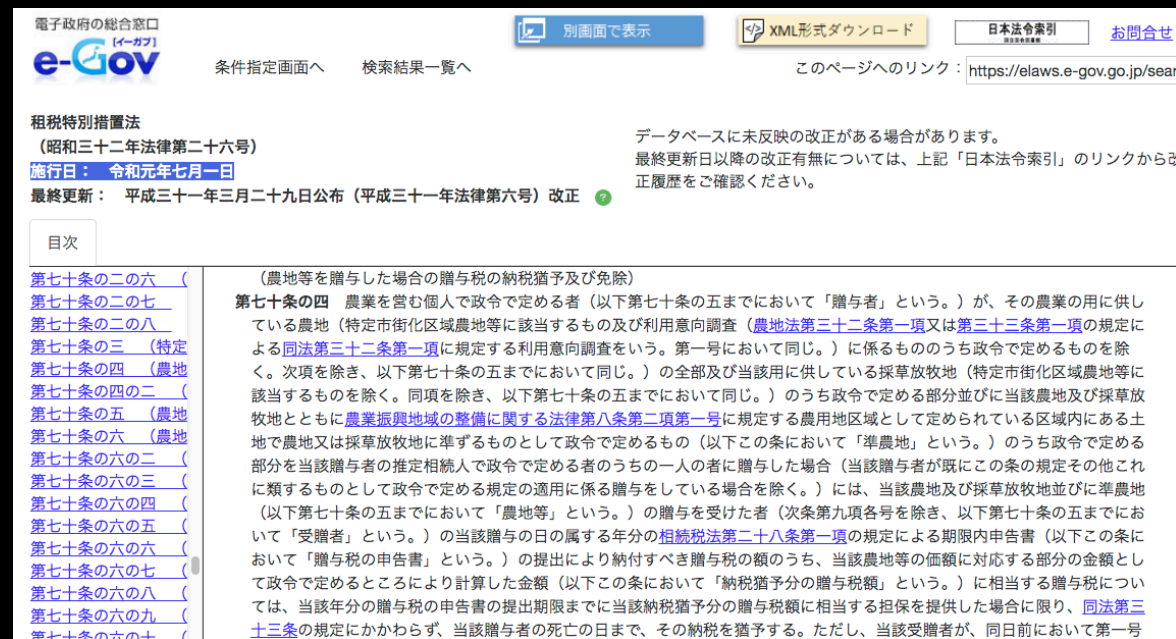 電子政府の総合窓口
[イーガブ]
e-Gov
条件指定画面へ 検索結果一覧へ
別画面で表示
XML形式ダウンロード
日本法令索引
お問合せ
このページへのリンク：https://elaws.e-gov.go.jp/sear
租税特別措置法
（昭和三十二年法律第二十六号）
施行日： 令和元年七月一日
最終更新： 平成三十一年三月二十九日公布（平成三十一年法律第六号）改正 ?
データベースに未反映の改正がある場合があります。
最終更新日以降の改正有無については、上記「日本法令索引」のリンクから改
正履歴をご確認ください。
目次
第七十条の二の六 （
第七十条の二の七
第七十条の二の八
第七十条の三 （特定
第七十条の四 （農地
第七十条の四の二 （
第七十条の五 （農地
第七十条の六 （農地
第七十条の六の二 （
第七十条の六の三 （
第七十条の六の四 （
第七十条の六の五 （
第七十条の六の六 （
第七十条の六の七 （
第七十条の六の八 （
第七十条の六の九 （
第七十条の六の十 （
（農地等を贈与した場合の贈与税の納税猶予及び免除）
第七十条の四 農業を営む個人で政令で定める者（以下第七十条の五までにおいて「贈与者」という。）が、その農業の用に供し
ている農地（特定市街化区域農地等に該当するもの及び利用意向調査（農地法第三十二条第一項又は第三十三条第一項の規定に
よる同法第三十二条第一項に規定する利用意向調査をいう。第一号において同じ。）に係るもののうち政令で定めるものを除
く。次項を除き、以下第七十条の五までにおいて同じ。）の全部及び当該用に供している採草放牧地（特定市街化区域農地等に
該当するものを除く。同項を除き、以下第七十条の五までにおいて同じ。）のうち政令で定める部分並びに当該農地及び採草放
牧地とともに農業振興地域の整備に関する法律第八条第二項第一号に規定する農用地区域として定められている区域内にある土
地で農地又は採草放牧地に準ずるものとして政令で定めるもの（以下この条において「準農地」という。）のうち政令で定める
部分を当該贈与者の推定相続人で政令で定める者のうちの一人の者に贈与した場合（当該贈与者が既にこの条の規定その他これ
に類するものとして政令で定める規定の適用に係る贈与をしている場合を除く。）には、当該農地及び採草放牧地並びに準農地
（以下第七十条の五までにおいて「農地等」という。）の贈与を受けた者（次条第九項各号を除き、以下第七十条の五までにお
いて「受贈者」という。）の当該贈与の日の属する年分の相続税法第二十八条第一項の規定による期限内申告書（以下この条に
おいて「贈与税の申告書」という。）の提出により納付すべき贈与税の額のうち、当該農地等の価額に対応する部分の金額とし
て政令で定めるところにより計算した金額（以下この条において「納税猶予分の贈与税額」という。）に相当する贈与税につい
ては、当該年分の贈与税の申告書の提出期限までに当該納税猶予分の贈与税額に相当する担保を提供した場合に限り、同法第三
十三条の規定にかかわらず、当該贈与者の死亡の日まで、その納税を猶予する。ただし、当該受贈者が、同日前において第一号